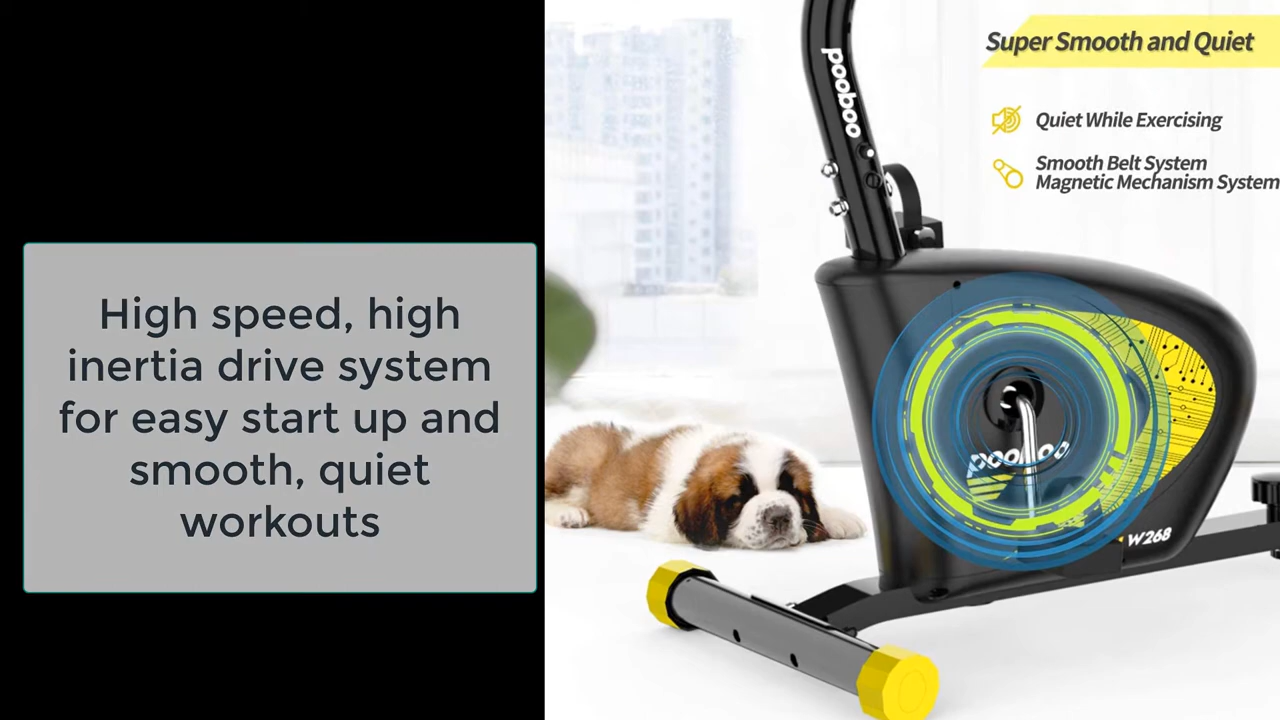 High speed, high
inertia drive system
for easy start up and
smooth, quiet
workouts
pooboo
Super Smooth and Quiet
Quiet While Exercising
Smooth Belt System
Magnetic Mechanism System
pooboo
W268